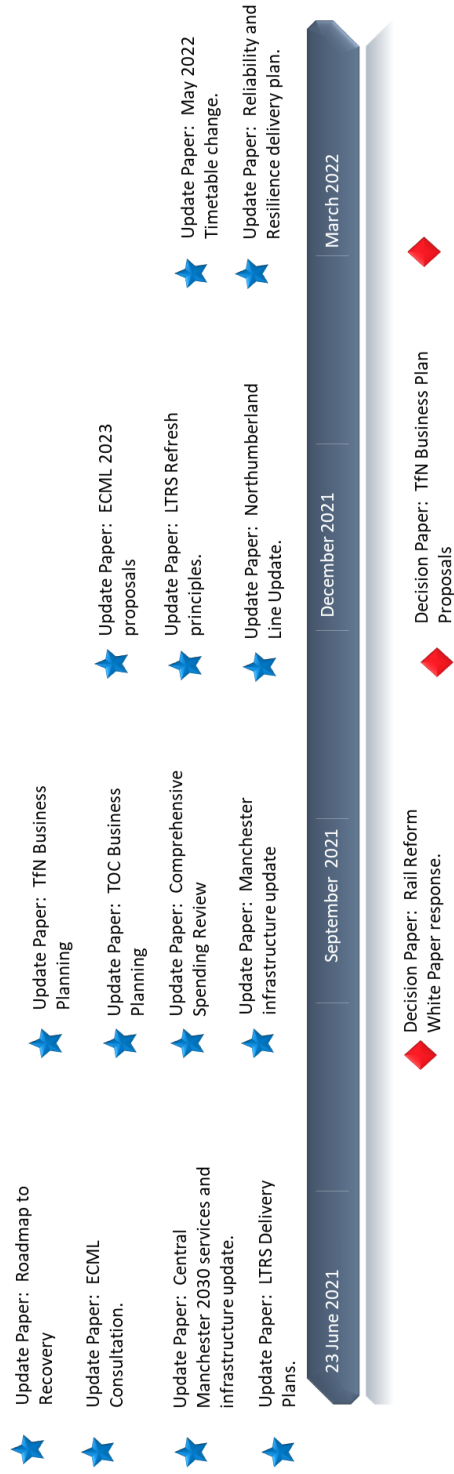 Update Paper: Roadmap to
Recovery
Update Paper: ECML
Consultation.
Update Paper: Central
Manchester 2030 services and
infrastructure update.
Update Paper: LTRS Delivery
Plans.
Update Paper: TfN Business
Planning
Update Paper: TOC Business
Planning
Update Paper: Comprehensive
Spending Review
Update Paper: Manchester
infrastructure update
Update Paper: ECML 2023
proposals
Update Paper: LTRS Refresh
principles.
Update Paper: Northumberland
Line Update.
Update Paper: May 2022
Timetable change.
Update Paper: Reliability and
Resilience delivery plan.
23 June 2021
September 2021
December 2021
March 2022
Decision Paper: Rail Reform
White Paper response.
Decision Paper: TfN Business Plan
Proposals